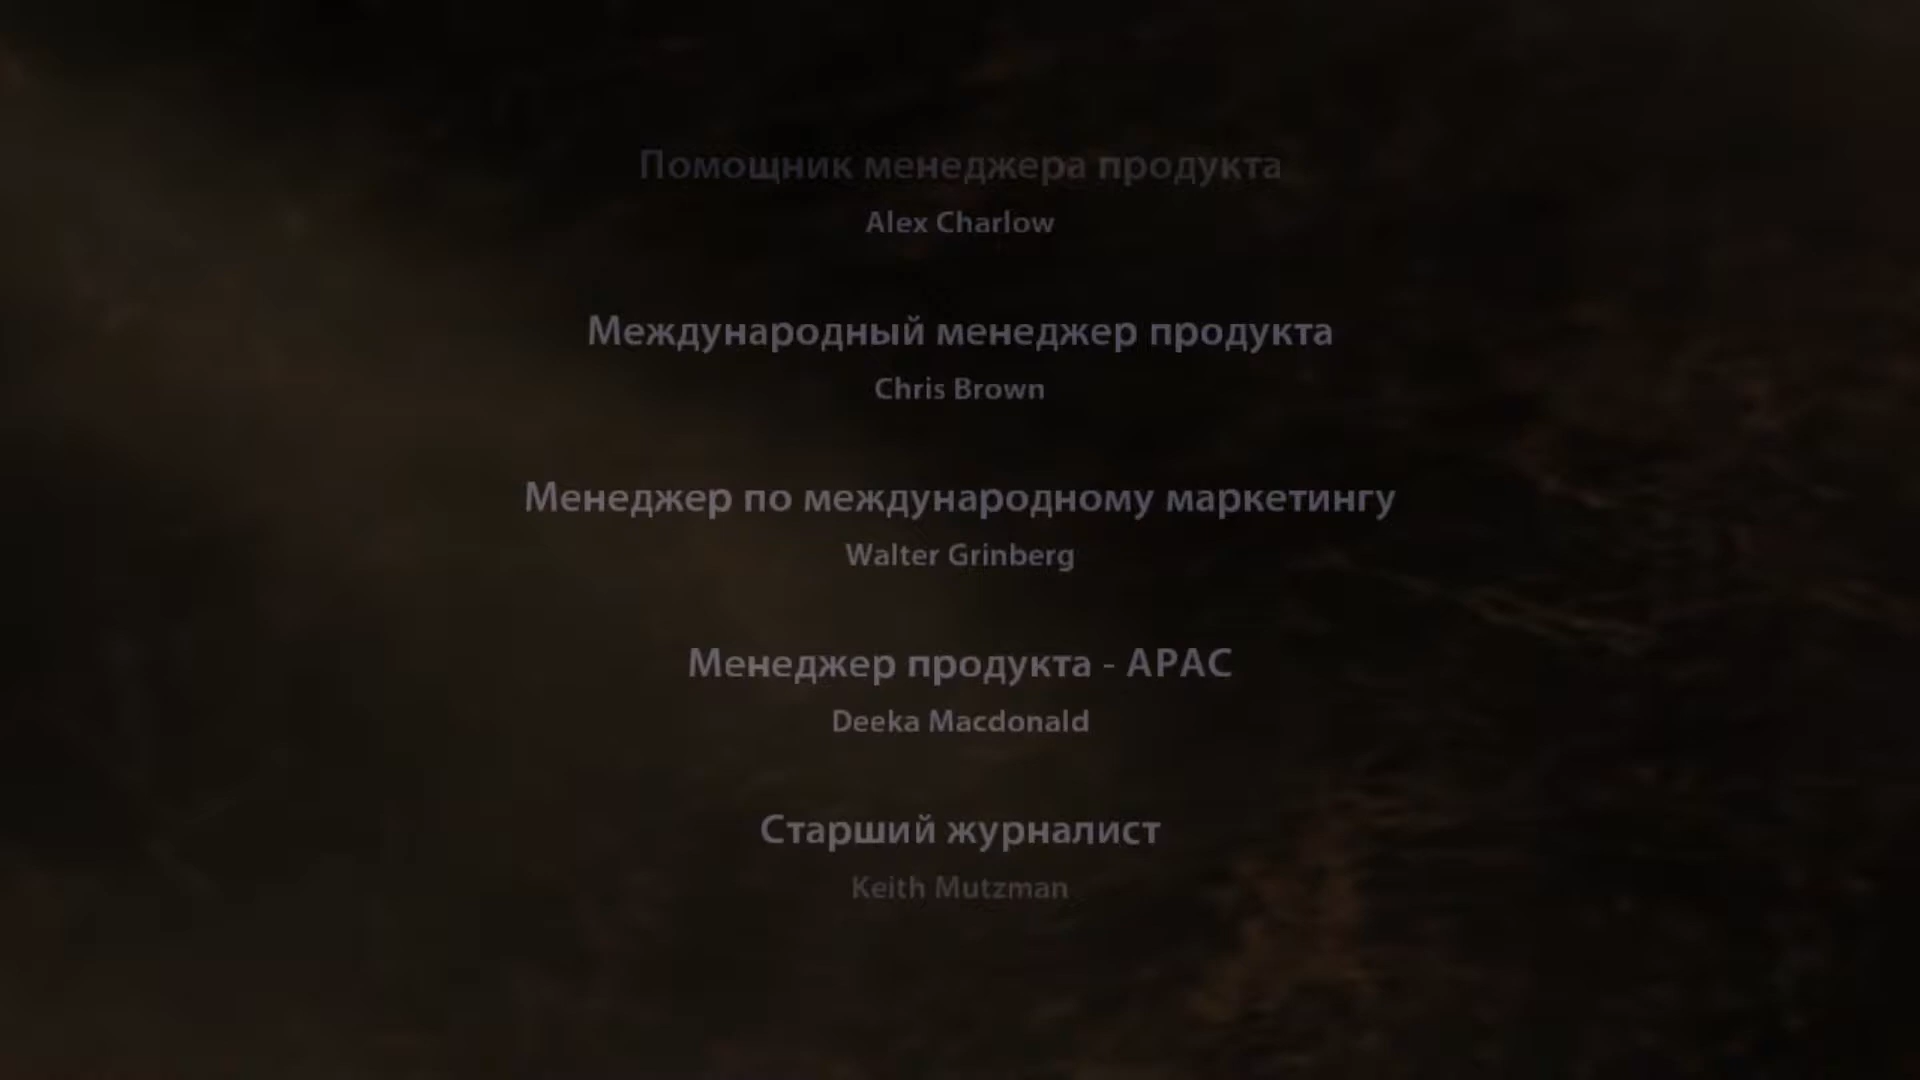 Помощник менеджера продукта
Alex Charlow
Международный менеджер продукта
Chris Brown
Менеджер по международному маркетингу
Walter Grinberg
Менеджер продукта - APAC
Deeka Macdonald
Старший журналист
Keith Mutzman